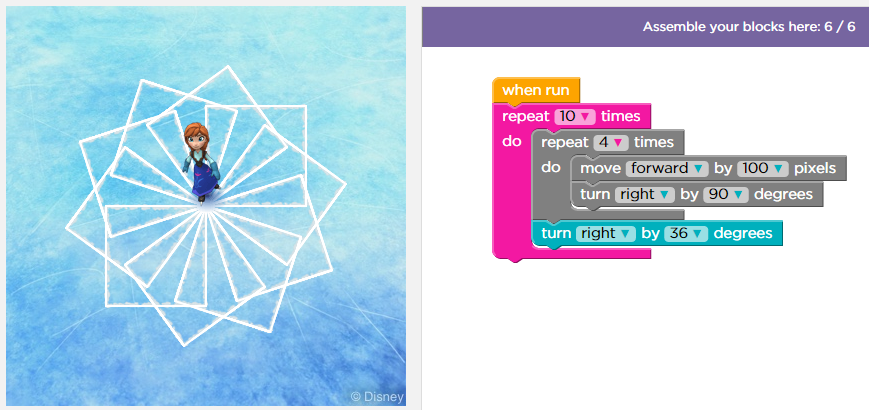 Assemble your blocks here: 6 / 6
when run
repeat 10 ▼ times
do repeat 4 ▼ times
do move forward ▼ by 100 ▼ pixels
turn right ▼ by 90 ▼ degrees
turn right ▼ by 36 ▼ degrees
© Disney